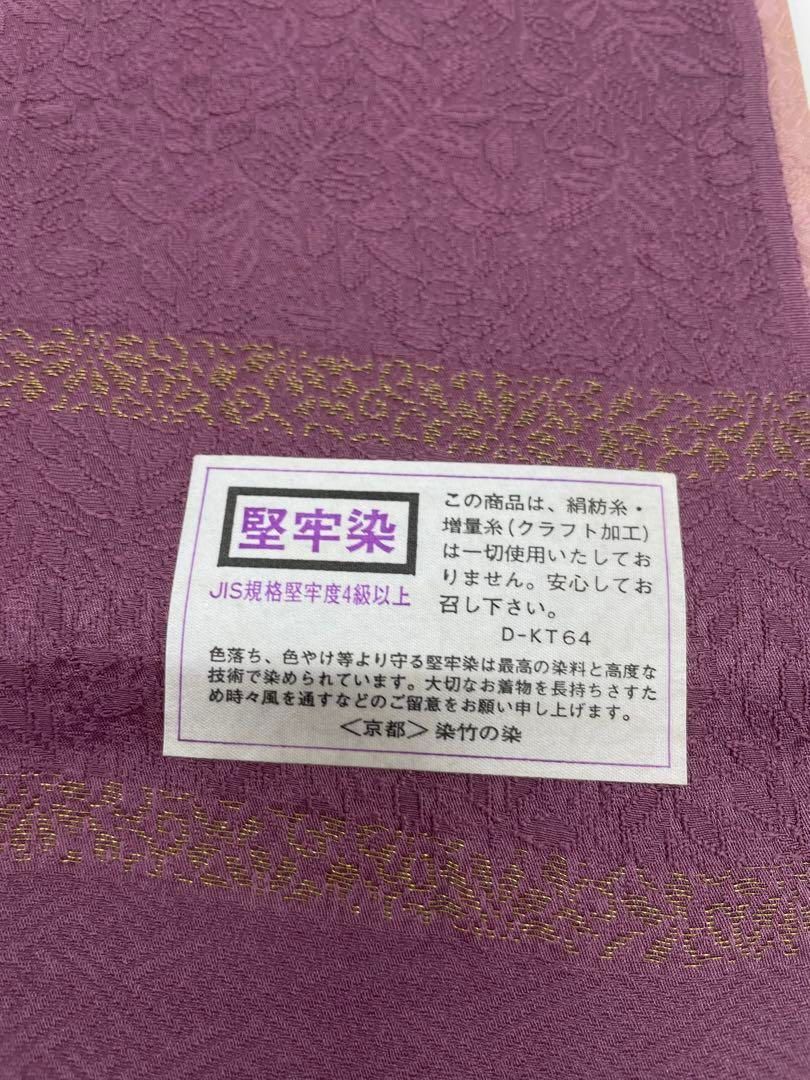 堅牢染
JIS規格堅牢度4級以上
この商品は、絹紡糸・
増量糸(クラフト加工)
は一切使用いたしてお
りません。安心してお
召し下さい。
D-KT64
色落ち、色やけ等より守る堅牢染は最高の染料と高度な
技術で染められています。大切なお着物を長持ちさすた
め時々風を通すなどのご留意をお願い申し上げます。
＜京都＞染竹の染